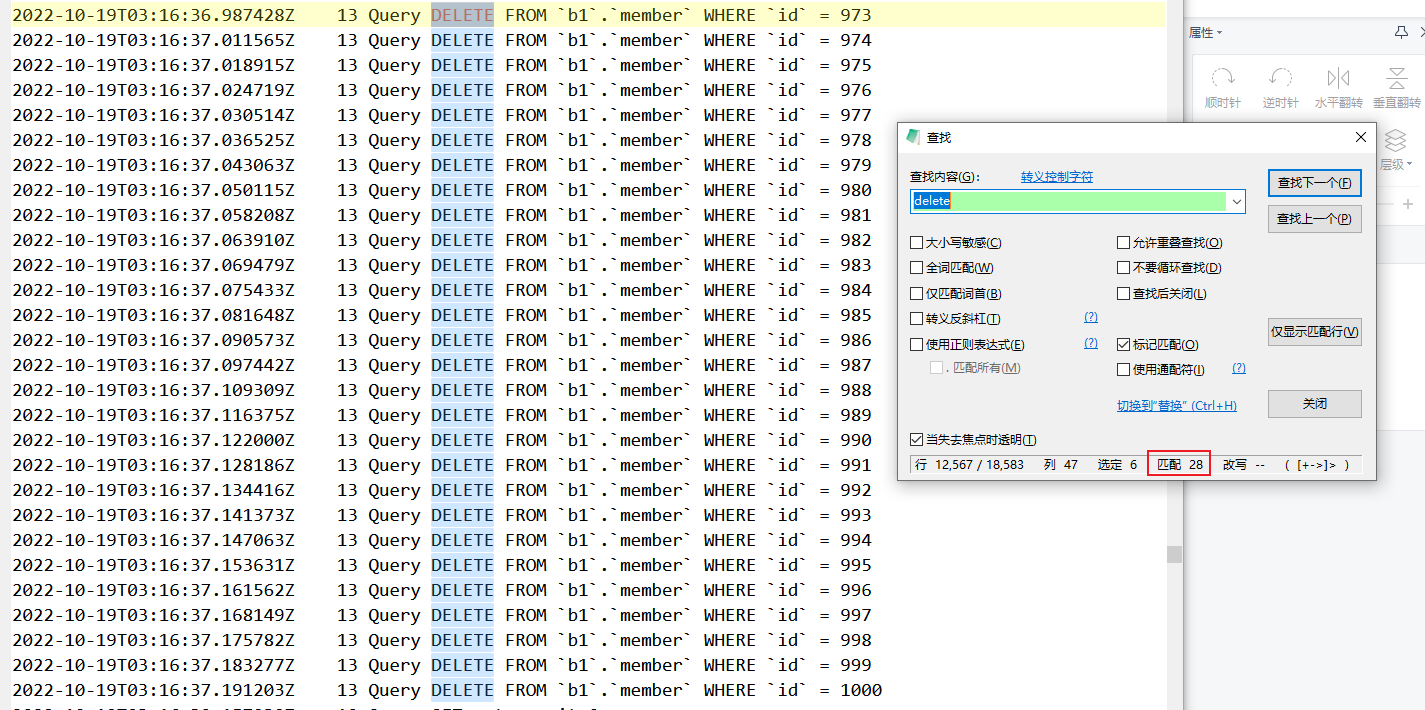 2022-10-19T03:16:36.987428Z    13 Query DELETE FROM `b1`.`member` WHERE `id` = 973
2022-10-19T03:16:37.011565Z    13 Query DELETE FROM `b1`.`member` WHERE `id` = 974
2022-10-19T03:16:37.018915Z    13 Query DELETE FROM `b1`.`member` WHERE `id` = 975
2022-10-19T03:16:37.024719Z    13 Query DELETE FROM `b1`.`member` WHERE `id` = 976
2022-10-19T03:16:37.030514Z    13 Query DELETE FROM `b1`.`member` WHERE `id` = 977
2022-10-19T03:16:37.036525Z    13 Query DELETE FROM `b1`.`member` WHERE `id` = 978
2022-10-19T03:16:37.043063Z    13 Query DELETE FROM `b1`.`member` WHERE `id` = 979
2022-10-19T03:16:37.050115Z    13 Query DELETE FROM `b1`.`member` WHERE `id` = 980
2022-10-19T03:16:37.058208Z    13 Query DELETE FROM `b1`.`member` WHERE `id` = 981
2022-10-19T03:16:37.063910Z    13 Query DELETE FROM `b1`.`member` WHERE `id` = 982
2022-10-19T03:16:37.069479Z    13 Query DELETE FROM `b1`.`member` WHERE `id` = 983
2022-10-19T03:16:37.075433Z    13 Query DELETE FROM `b1`.`member` WHERE `id` = 984
2022-10-19T03:16:37.081648Z    13 Query DELETE FROM `b1`.`member` WHERE `id` = 985
2022-10-19T03:16:37.090573Z    13 Query DELETE FROM `b1`.`member` WHERE `id` = 986
2022-10-19T03:16:37.097442Z    13 Query DELETE FROM `b1`.`member` WHERE `id` = 987
2022-10-19T03:16:37.109309Z    13 Query DELETE FROM `b1`.`member` WHERE `id` = 988
2022-10-19T03:16:37.116375Z    13 Query DELETE FROM `b1`.`member` WHERE `id` = 989
2022-10-19T03:16:37.122000Z    13 Query DELETE FROM `b1`.`member` WHERE `id` = 990
2022-10-19T03:16:37.128186Z    13 Query DELETE FROM `b1`.`member` WHERE `id` = 991
2022-10-19T03:16:37.134416Z    13 Query DELETE FROM `b1`.`member` WHERE `id` = 992
2022-10-19T03:16:37.141373Z    13 Query DELETE FROM `b1`.`member` WHERE `id` = 993
2022-10-19T03:16:37.147063Z    13 Query DELETE FROM `b1`.`member` WHERE `id` = 994
2022-10-19T03:16:37.153631Z    13 Query DELETE FROM `b1`.`member` WHERE `id` = 995
2022-10-19T03:16:37.161562Z    13 Query DELETE FROM `b1`.`member` WHERE `id` = 996
2022-10-19T03:16:37.168149Z    13 Query DELETE FROM `b1`.`member` WHERE `id` = 997
2022-10-19T03:16:37.175782Z    13 Query DELETE FROM `b1`.`member` WHERE `id` = 998
2022-10-19T03:16:37.183277Z    13 Query DELETE FROM `b1`.`member` WHERE `id` = 999
2022-10-19T03:16:37.191203Z    13 Query DELETE FROM `b1`.`member` WHERE `id` = 1000
属性
顺时针 逆时针 水平翻转 垂直翻转
层级
查找
查找内容(G): 转义控制字符
delete
查找下一个(F)
查找上一个(P)
大小写敏感(C) 允许重叠查找(O)
全词匹配(W) 不要循环查找(D)
仅匹配词首(B) 查找后关闭(L)
转义反斜杠(T) (?)
仅显示匹配行(V)
使用正则表达式(E) (?) 标记匹配(O)
. 匹配所有(M) 使用通配符(I) (?)
切换到“替换” (Ctrl+H) 关闭
当失去焦点时透明(T)
行 12,567 / 18,583 列 47 选定 6 匹配 28 改写 -- ( [+->]> )